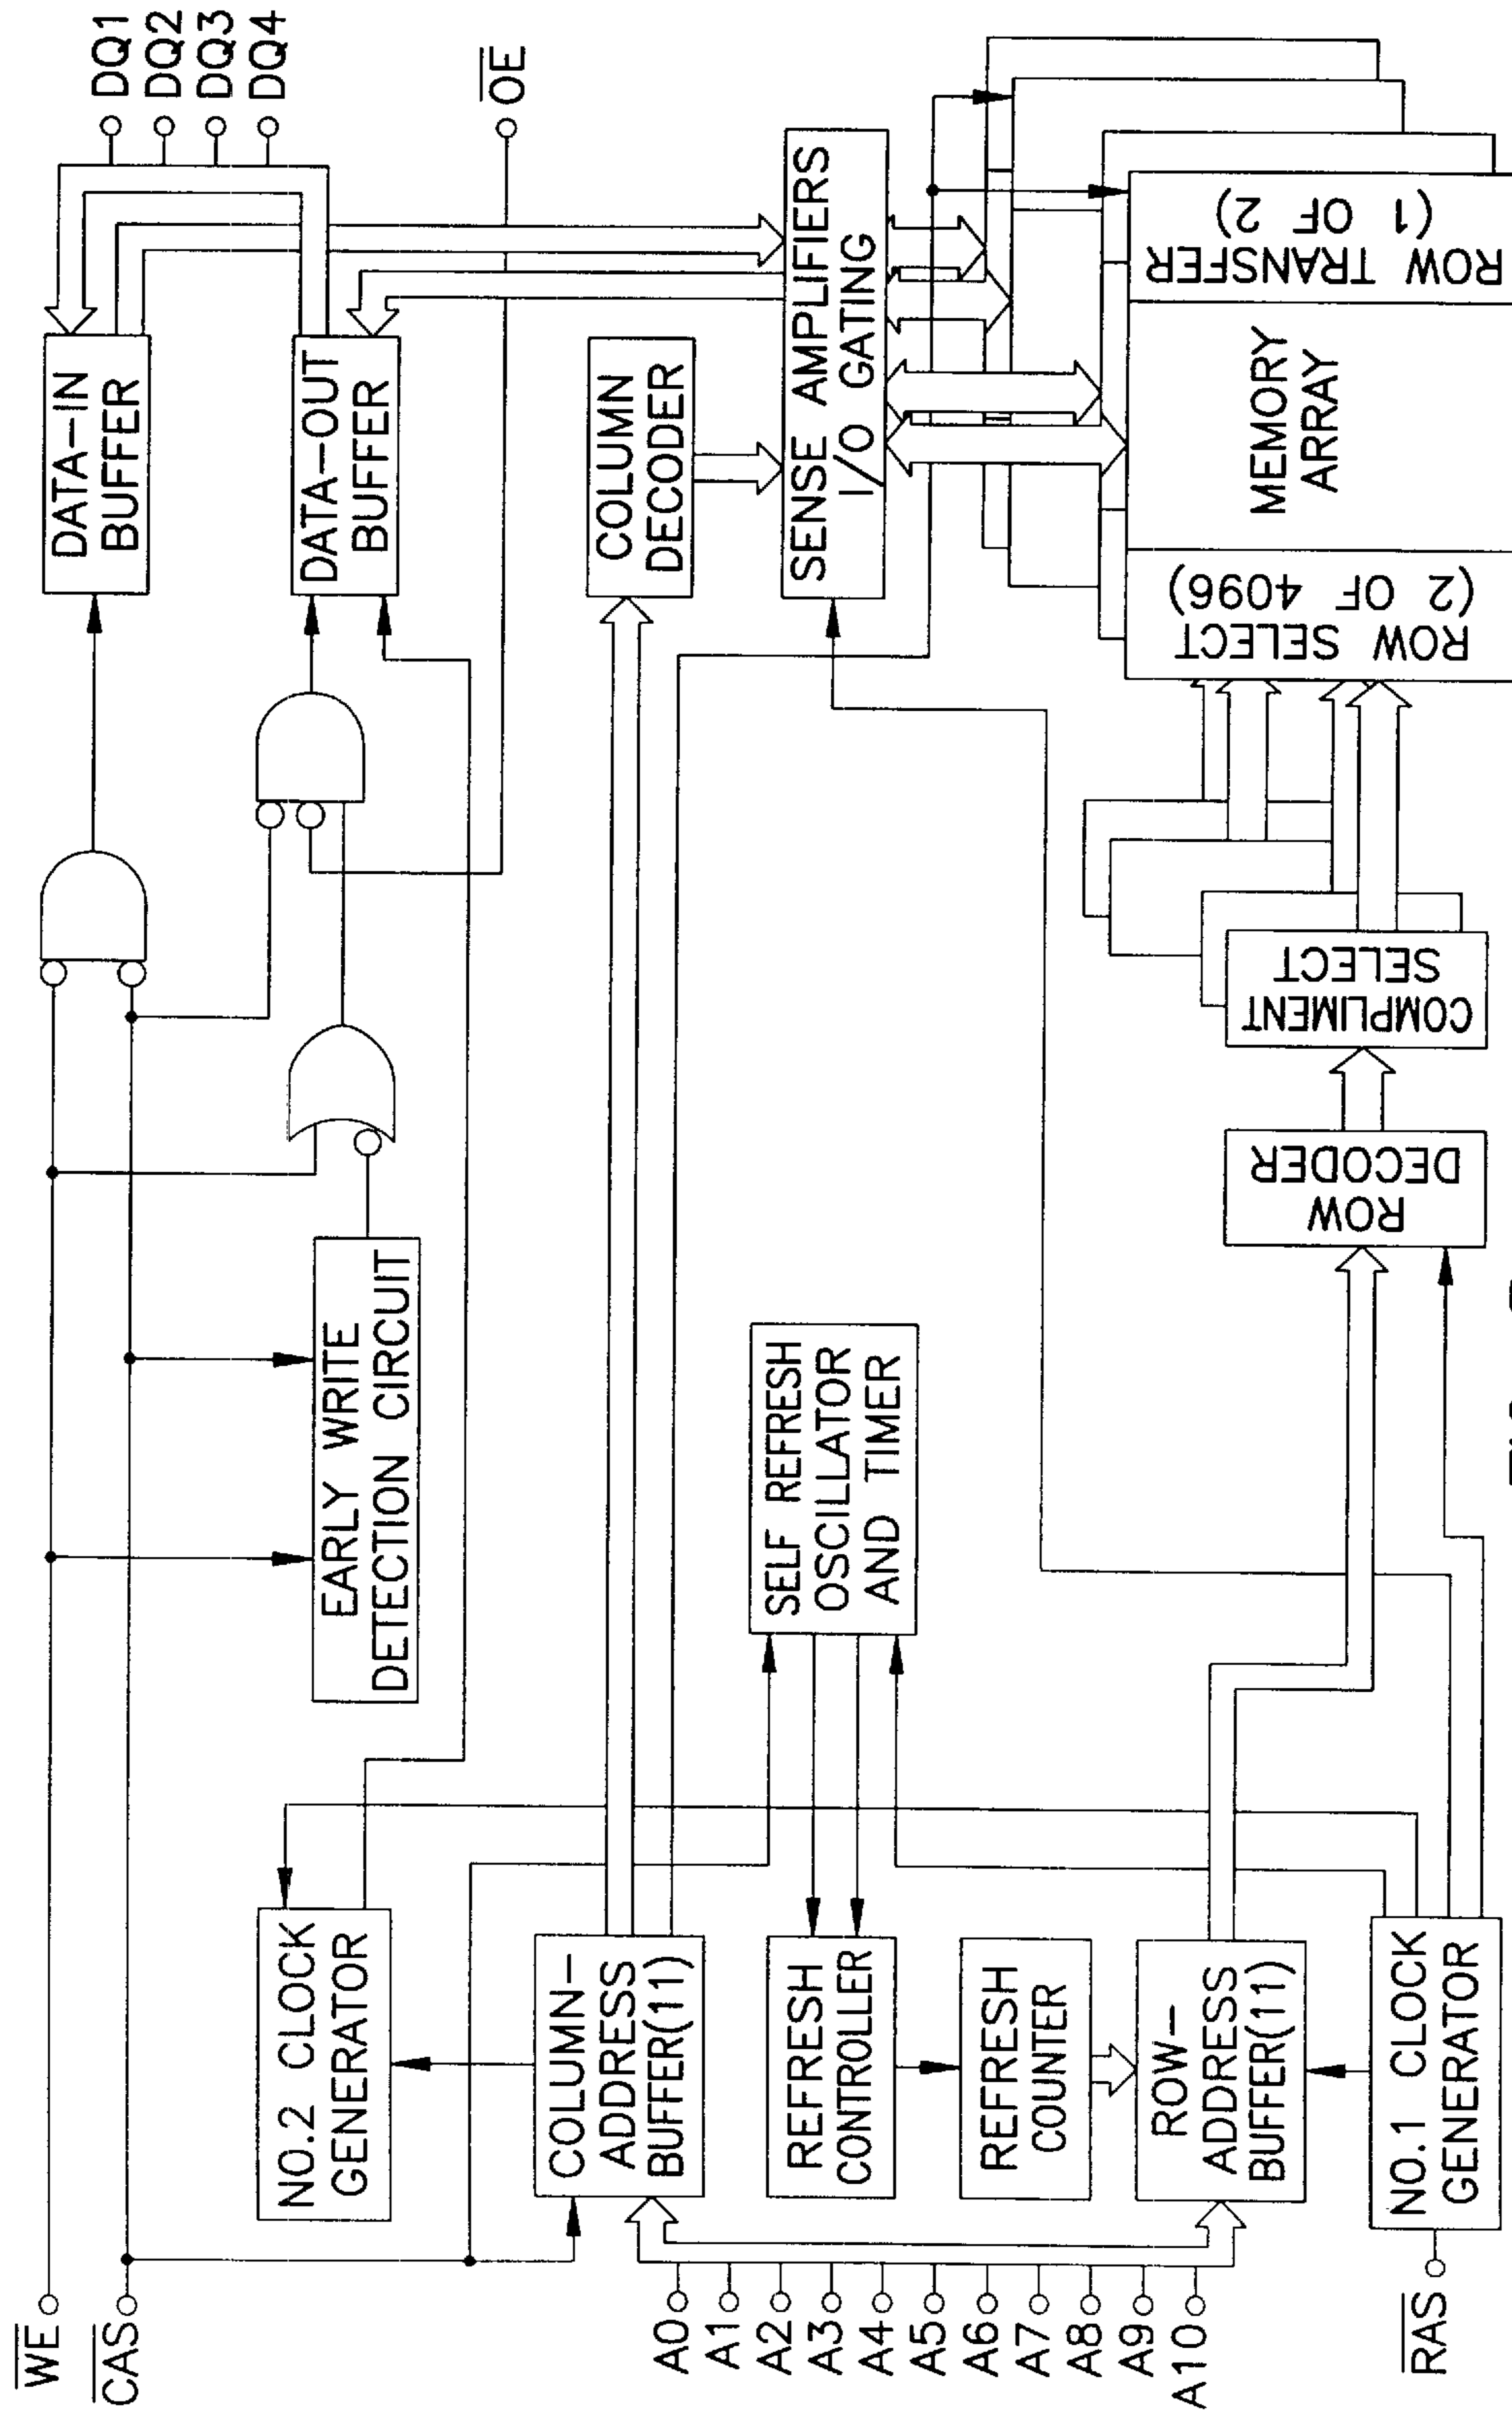 WE
CAS
DQ1
DQ2
DQ3
DQ4
OE
DATA-IN
BUFFER
DATA-OUT
BUFFER
EARLY WRITE
DETECTION CIRCUIT
NO.2 CLOCK
GENERATOR
COLUMN-
ADDRESS
BUFFER(11)
COLUMN
DECODER
SENSE AMPLIFIERS
I/O GATING
SELF REFRESH
OSCILLATOR
AND TIMER
REFRESH
CONTROLLER
REFRESH
COUNTER
ROW-
ADDRESS
BUFFER(11)
A0
A1
A2
A3
A4
A5
A6
A7
A8
A9
A10
NO.1 CLOCK
GENERATOR
RAS
ROW
DECODER
COMPLIMENT
SELECT
ROW SELECT
(2 OF 4096)
MEMORY
ARRAY
ROW TRANSFER
(1 OF 2)